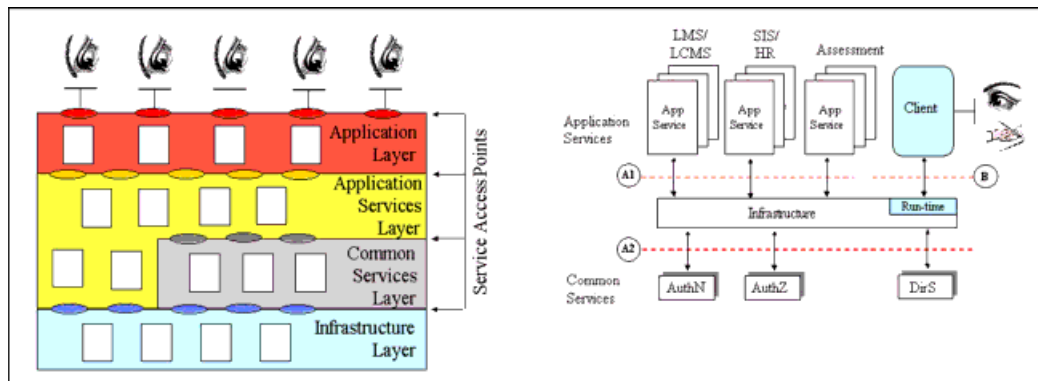 Application
Layer
Application
Services
Layer
Common
Services
Layer
Infrastructure
Layer
Service Access Points
LMS/
LCMS
SIS/
HR
Assessment
Application
Services
App
Service
App
Service
App
Service
Client
A1
B
Infrastructure
Run-time
A2
Common
Services
AuthN
AuthZ
DirS